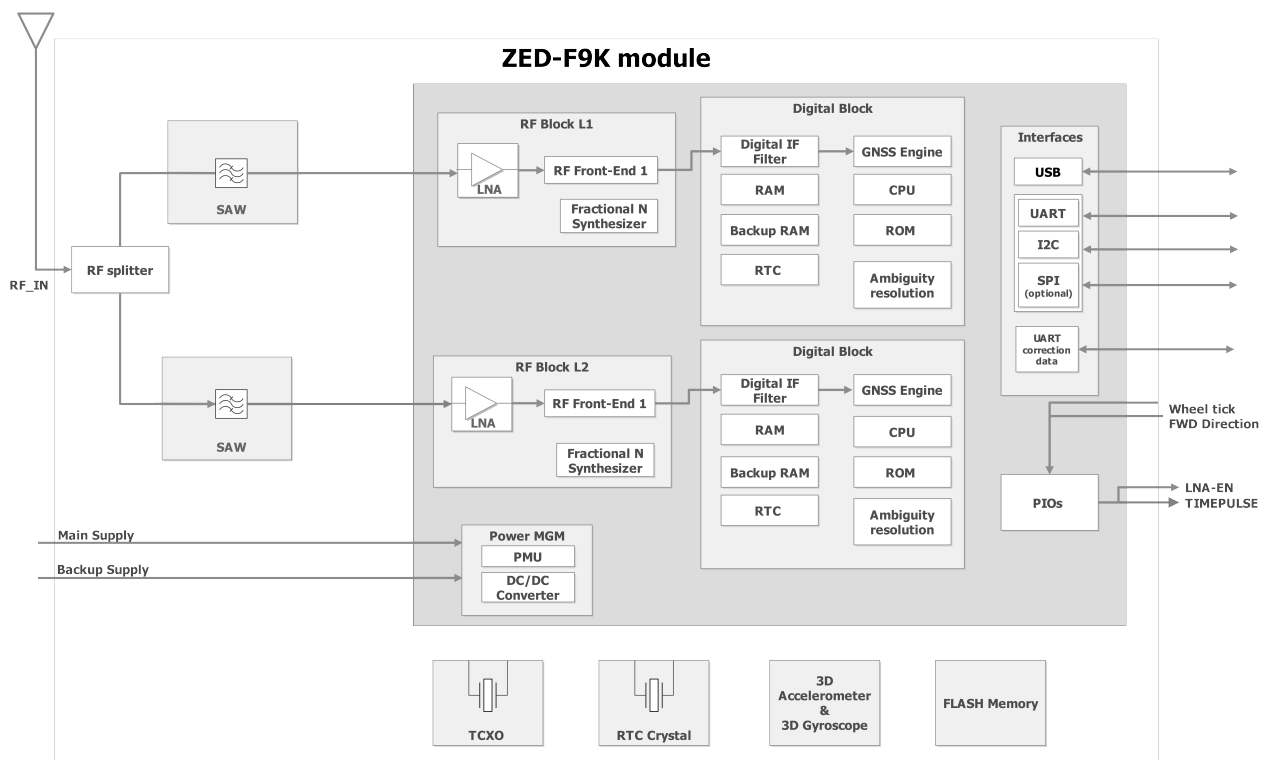 ZED-F9K module
RF_IN
RF splitter
SAW
SAW
RF Block L1
LNA
RF Front-End 1
Fractional N
Synthesizer
Digital Block
Digital IF
Filter
GNSS Engine
RAM
CPU
Backup RAM
ROM
RTC
Ambiguity
resolution
RF Block L2
LNA
RF Front-End 1
Fractional N
Synthesizer
Digital Block
Digital IF
Filter
GNSS Engine
RAM
CPU
Backup RAM
ROM
RTC
Ambiguity
resolution
Interfaces
USB
UART
I2C
SPI
(optional)
UART
correction
data
Wheel tick
FWD Direction
PIOs
LNA-EN
TIMEPULSE
Main Supply
Backup Supply
Power MGM
PMU
DC/DC
Converter
TCXO
RTC Crystal
3D
Accelerometer
&
3D Gyroscope
FLASH Memory